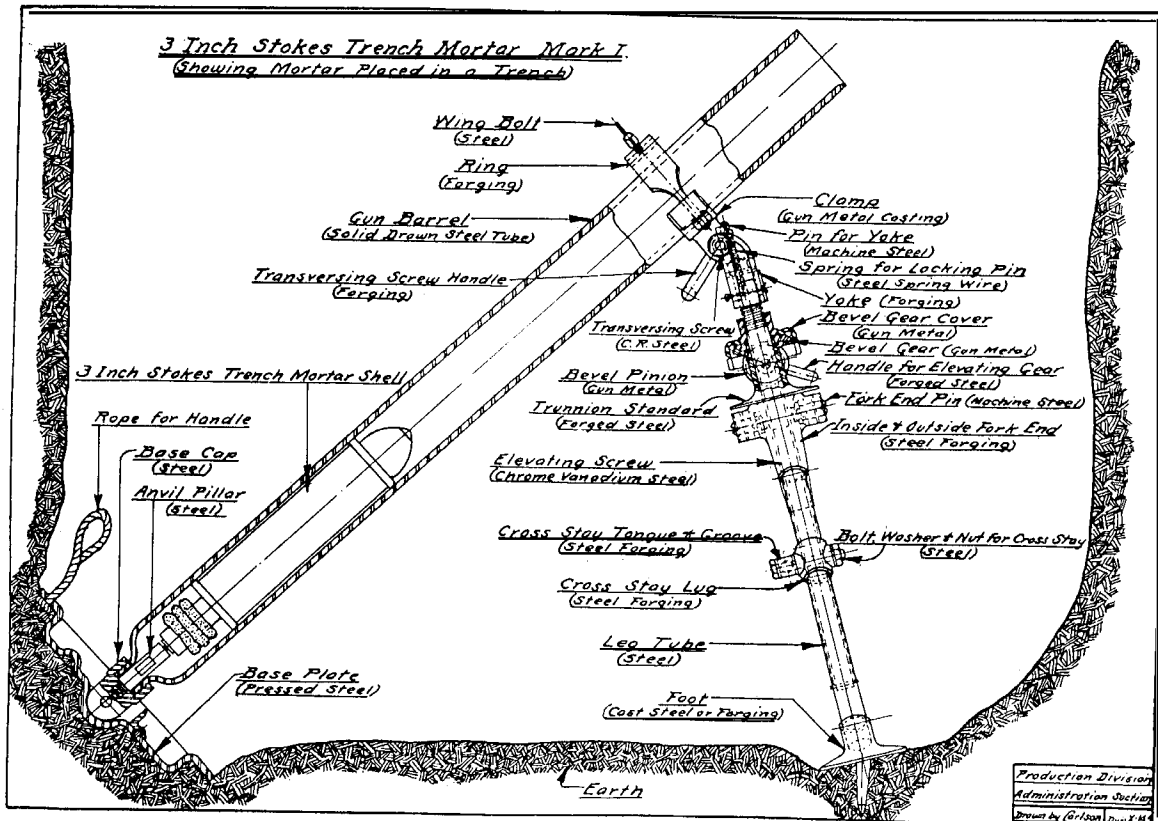 3 Inch Stokes Trench Mortar Mark I.
(Showing Mortar Placed in a Trench)
Wing Bolt
(Steel)
Ring
(Forging)
Gun Barrel
(Solid Drawn Steel Tube)
Transversing Screw Handle
(Forging)
Clamp
(Gun Metal Casting)
Pin for Yoke
(Machine Steel)
Spring for Locking Pin
(Steel Spring Wire)
Yoke (Forging)
Bevel Gear Cover
(Gun Metal)
Transversing Screw
(C.R. Steel)
Bevel Gear (Gun Metal)
3 Inch Stokes Trench Mortar Shell
Bevel Pinion
(Gun Metal)
Handle for Elevating Gear
(Forged Steel)
Trunnion Standard
(Forged Steel)
Fork End Pin (Machine Steel)
Rope for Handle
Inside & Outside Fork End
(Steel Forging)
Base Cap
(Steel)
Elevating Screw
(Chrome Vanadium Steel)
Anvil Pillar
(Steel)
Cross Stay Tongue & Groove
(Steel Forging)
Bolt, Washer & Nut for Cross Stay
(Steel)
Cross Stay Lug
(Steel Forging)
Leg Tube
(Steel)
Base Plate
(Pressed Steel)
Foot
(Cast Steel or Forging)
Earth
Production Division
Administration Section
Drawn by Carlson